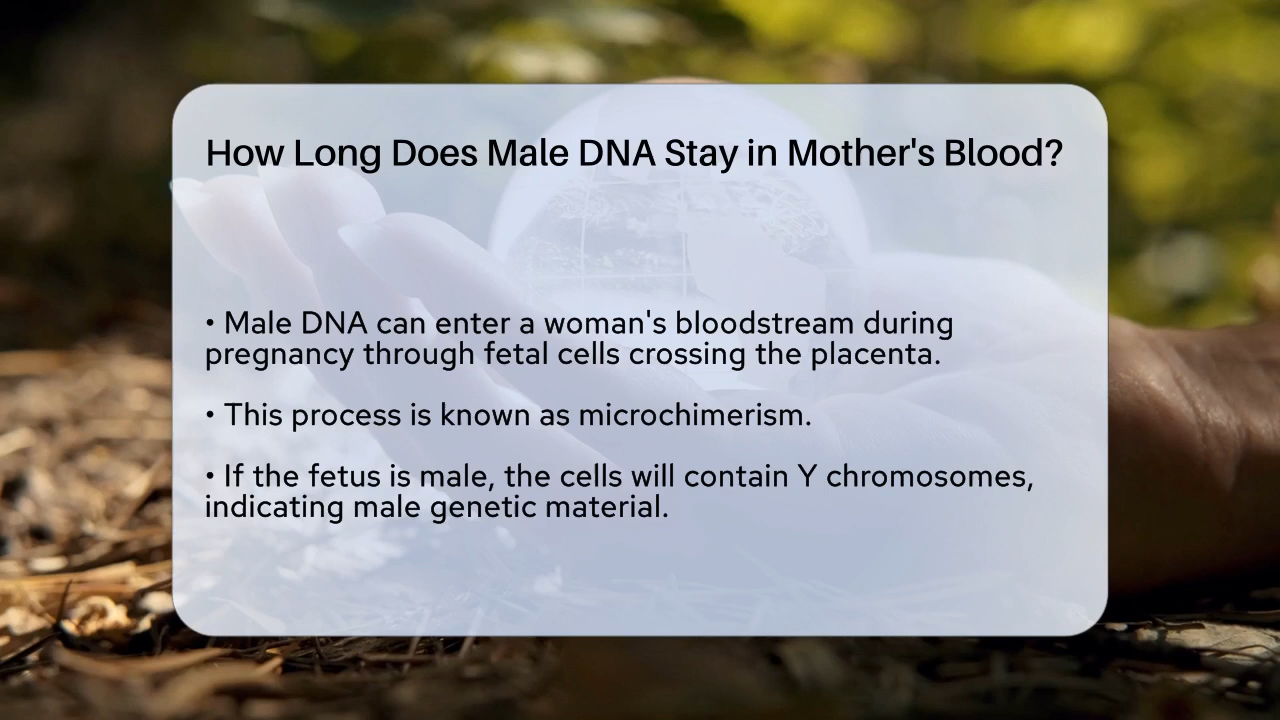 How Long Does Male DNA Stay in Mother's Blood?
• Male DNA can enter a woman's bloodstream during
pregnancy through fetal cells crossing the placenta.
• This process is known as microchimerism.
• If the fetus is male, the cells will contain Y chromosomes,
indicating male genetic material.